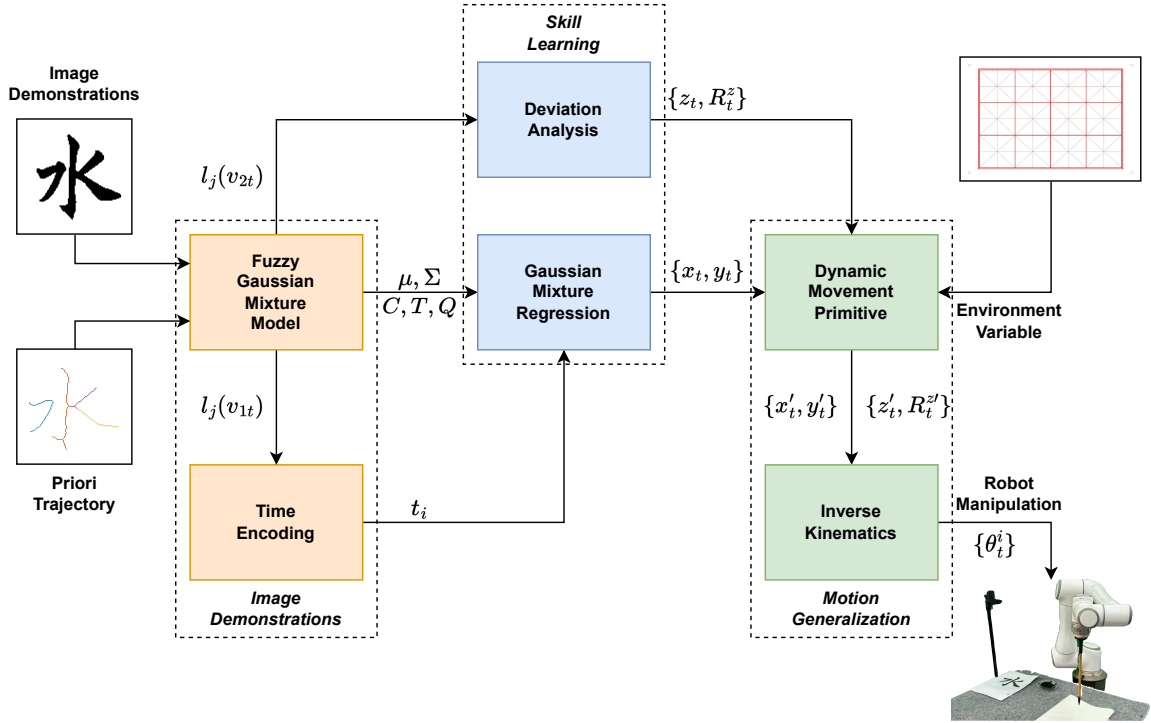 Skill
Learning
Image
Demonstrations
水
Deviation
Analysis
{z_t, R_t^z}
l_j(v_{2t})
Fuzzy
Gaussian
Mixture
Model
μ, Σ
C, T, Q
Gaussian
Mixture
Regression
{x_t, y_t}
Dynamic
Movement
Primitive
Environment
Variable
l_j(v_{1t})
{x'_t, y'_t}
{z'_t, R_t^{z'}}
水
Priori
Trajectory
Time
Encoding
t_i
Inverse
Kinematics
Robot
Manipulation
{θ_t^i}
Image
Demonstrations
Motion
Generalization
水